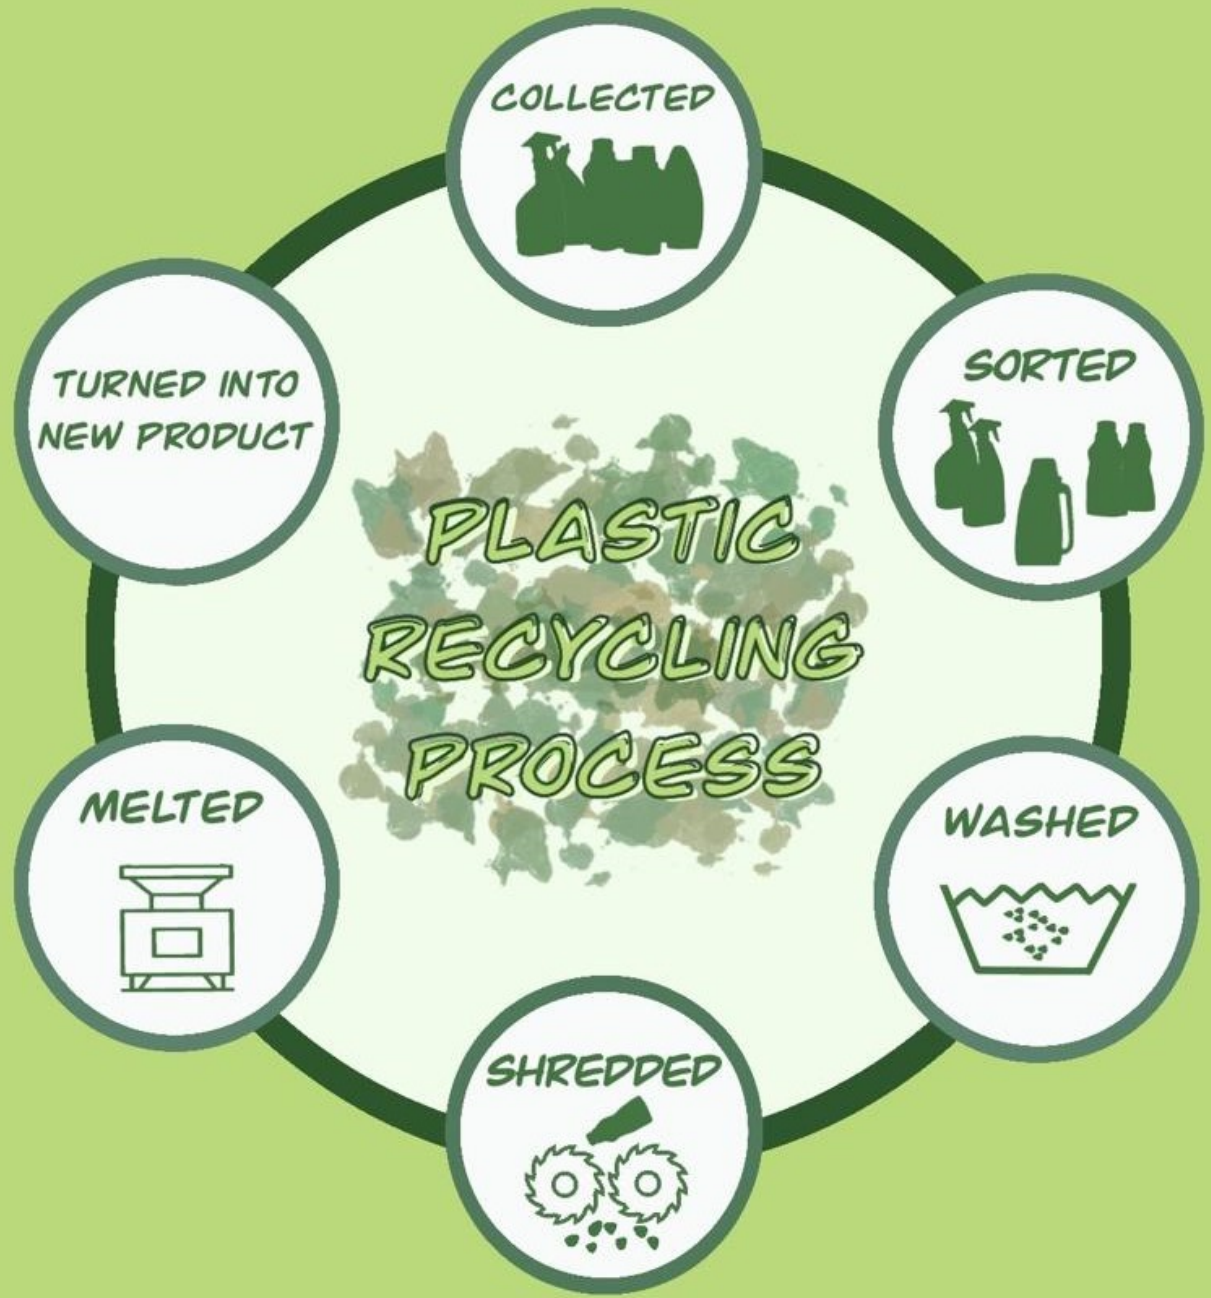 COLLECTED
SORTED
WASHED
SHREDDED
MELTED
TURNED INTO
NEW PRODUCT
PLASTIC
RECYCLING
PROCESS